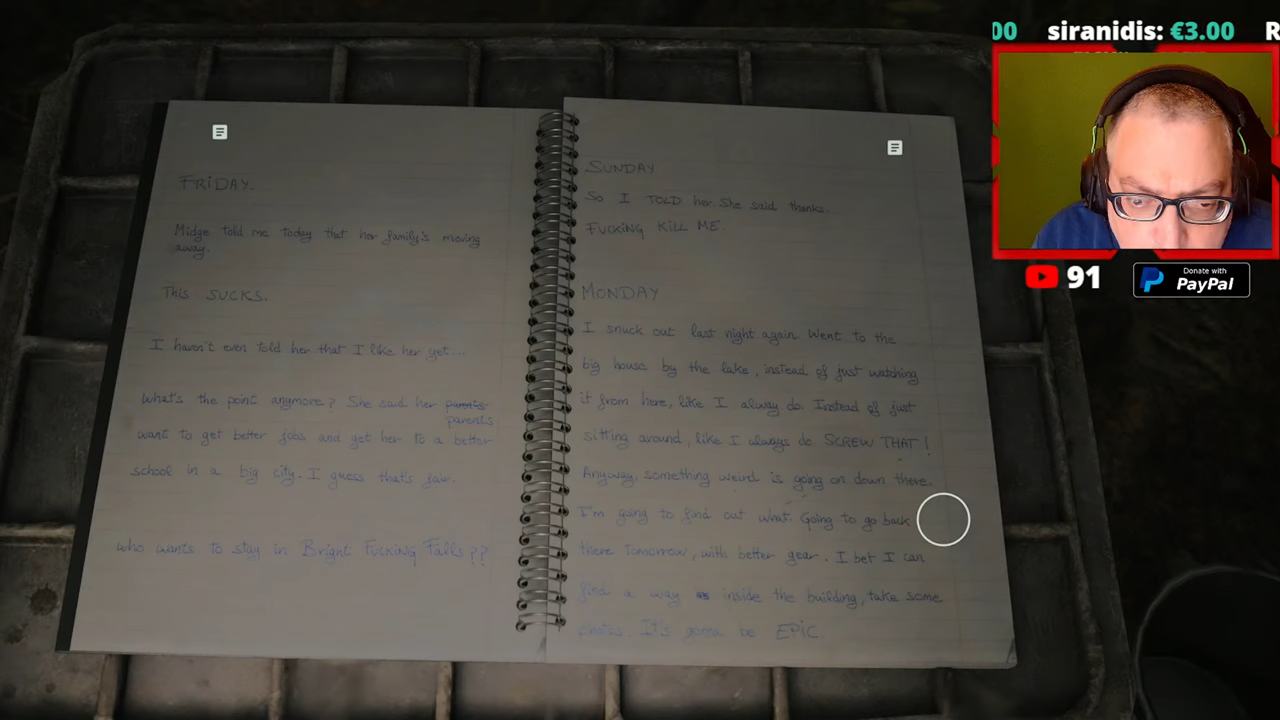 00 siranidis: €3.00 R
91
Donate with
PayPal
FRIDAY.
Midge told me today that her family's moving
away.
This SUCKS.
I haven't even told her that I like her yet...
What's the point anymore? She said her parents
parents
want to get better jobs and get her to a better
school in a big city. I guess that's fair.
who wants to stay in Bright FUCKING Falls??
SUNDAY
So I TOLD her. She said thanks.
FUCKING KILL ME.
MONDAY
I snuck out last night again. Went to the
big house by the lake, instead of just watching
it from here, like I always do. Instead of just
sitting around, like I always do SCREW THAT!
Anyway, something weird is going on down there.
I'm going to find out what. Going to go back
there tomorrow, with better gear. I bet I can
find a way inside the building, take some
photos. It's gonna be EPIC.